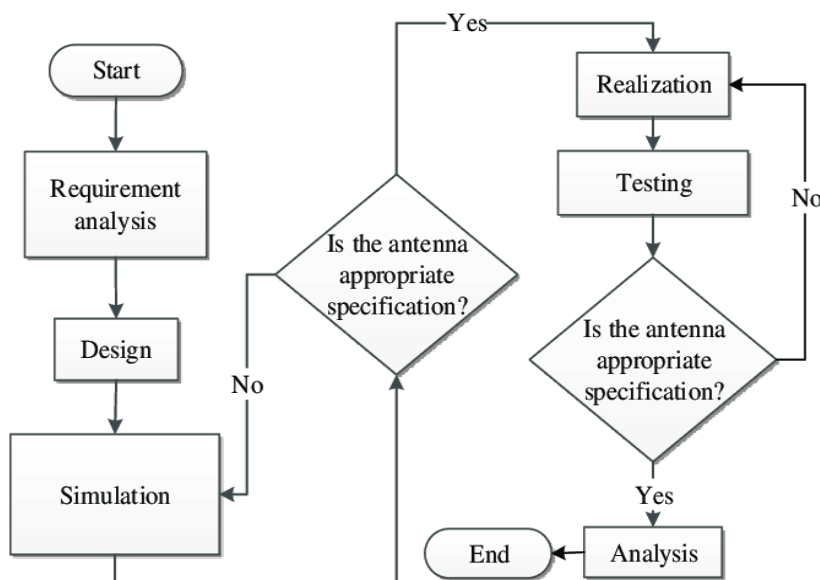 Start
Requirement
analysis
Design
Simulation
No
Is the antenna
appropriate
specification?
Yes
Realization
Testing
Is the antenna
appropriate
specification?
No
Yes
Analysis
End